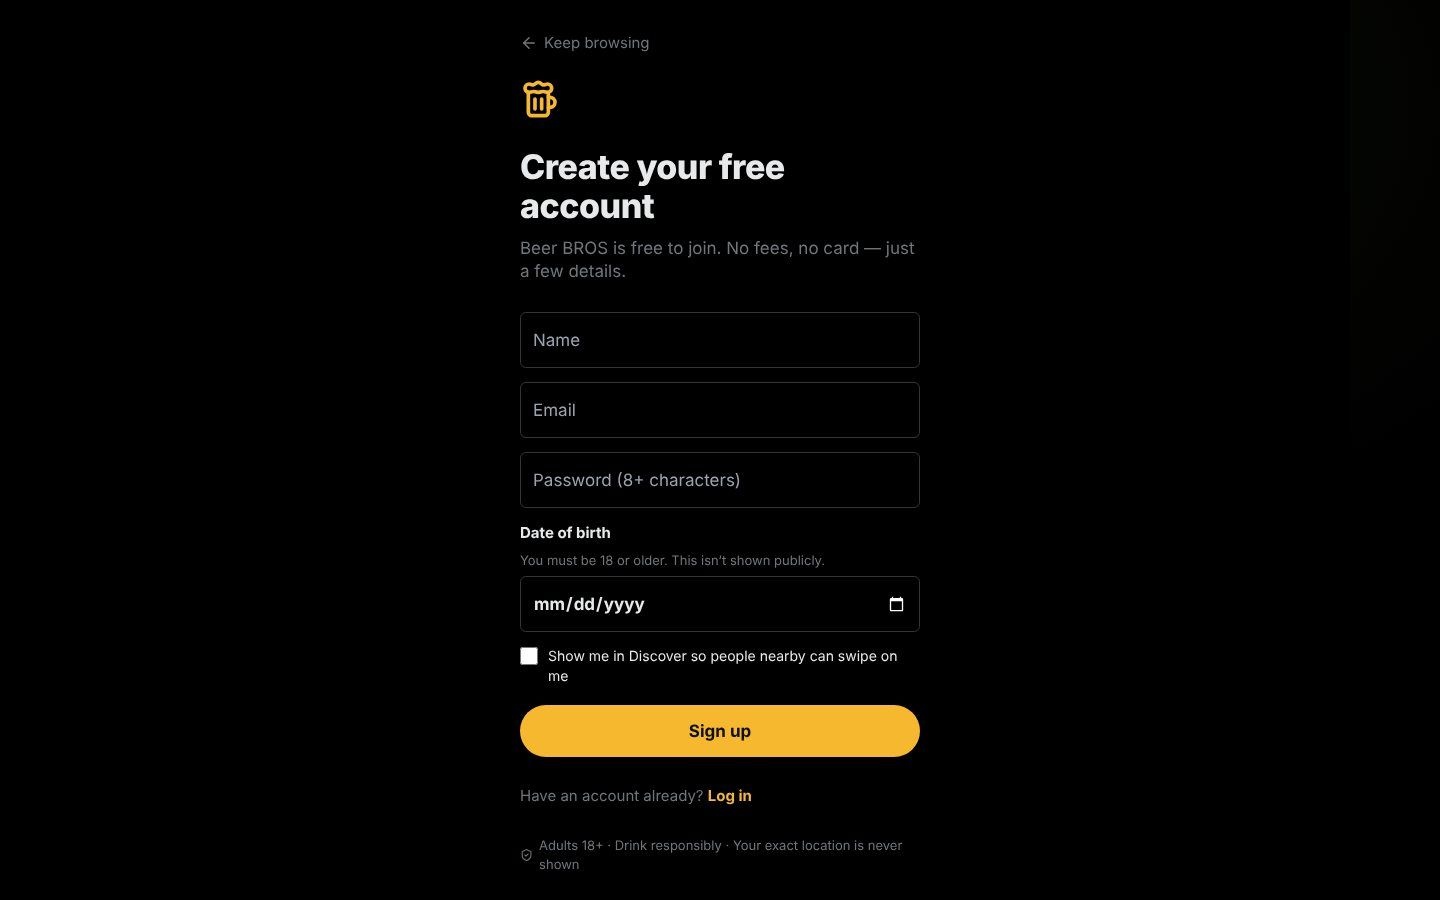 Keep browsing
Create your free
account
Beer BROS is free to join. No fees, no card — just
a few details.
Name
Email
Password (8+ characters)
Date of birth
You must be 18 or older. This isn’t shown publicly.
mm/dd/yyyy
Show me in Discover so people nearby can swipe on
me
Sign up
Have an account already? Log in
Adults 18+ · Drink responsibly · Your exact location is never
shown